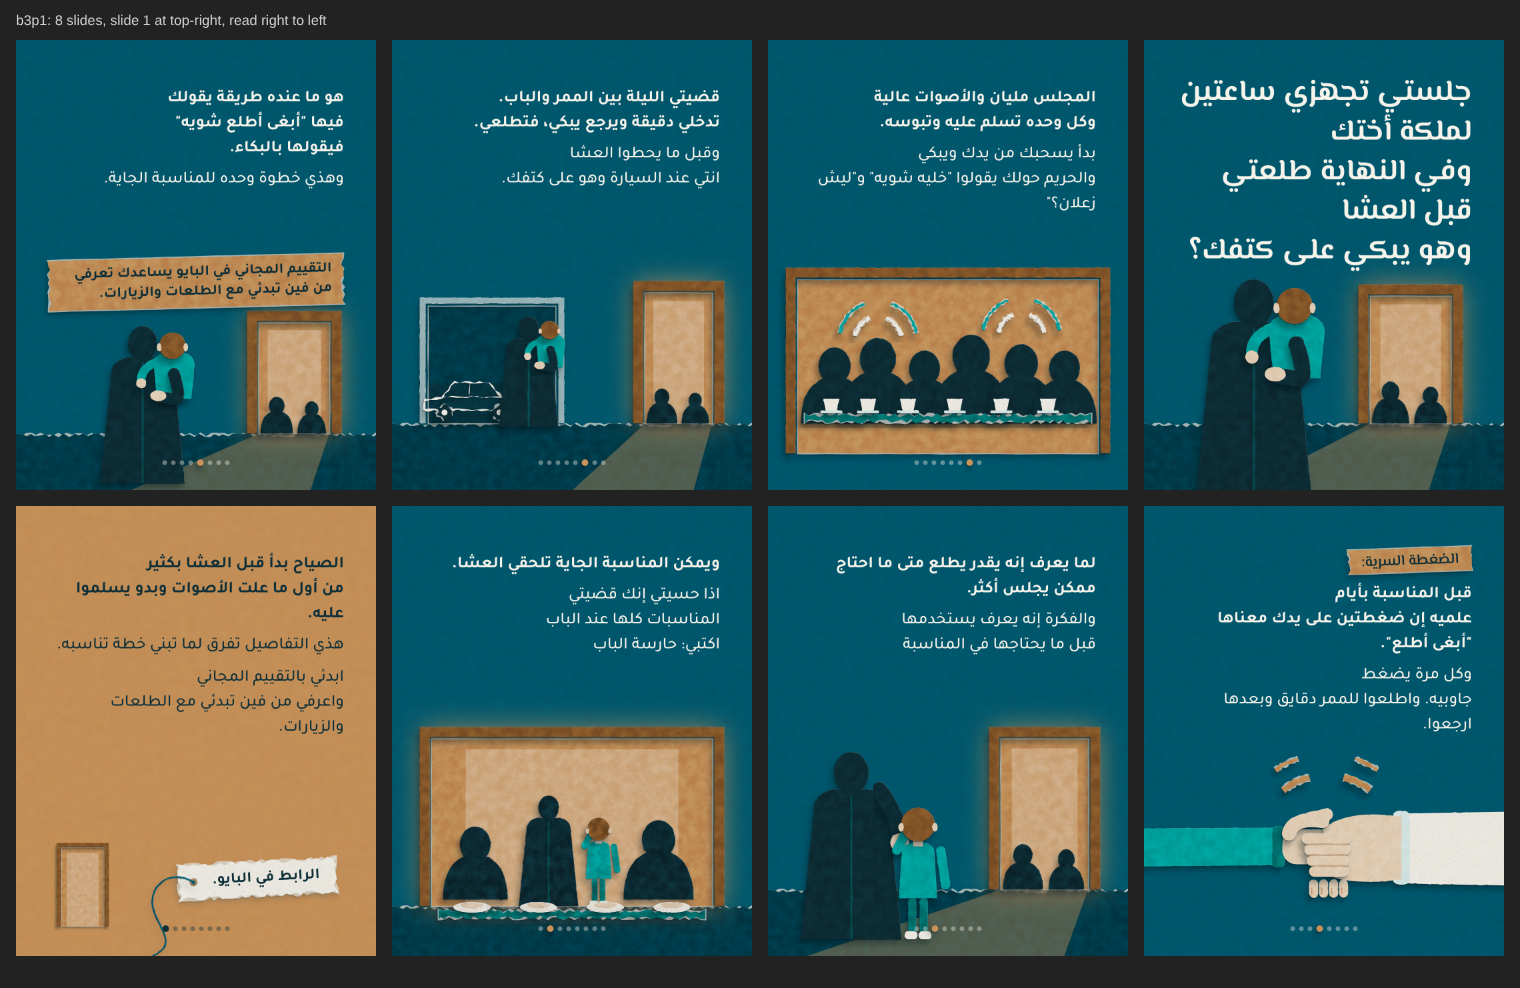 b3p1: 8 slides, slide 1 at top-right, read right to left
جلستي تجهزي ساعتين
لملكة أختك
وفي النهاية طلعتي
قبل العشا
وهو يبكي على كتفك؟
المجلس مليان والأصوات عالية
وكل وحده تسلم عليه وتبوسه.
بدأ يسحبك من يدك ويبكي
والحريم حولك يقولوا "خليه شويه" و"ليش
زعلان؟"
قضيتي الليلة بين الممر والباب.
تدخلي دقيقة ويرجع يبكي، فتطلعي.
وقبل ما يحطوا العشا
انتي عند السيارة وهو على كتفك.
هو ما عنده طريقة يقولك
فيها "أبغى أطلع شويه"
فيقولها بالبكاء.
وهذي خطوة وحده للمناسبة الجاية.
التقييم المجاني في البايو يساعدك تعرفي
من فين تبدئي مع الطلعات والزيارات.
الضغطة السرية:
قبل المناسبة بأيام
علميه إن ضغطتين على يدك معناها
"أبغى أطلع".
وكل مرة يضغط
جاوبيه. واطلعوا للممر دقايق وبعدها
ارجعوا.
لما يعرف إنه يقدر يطلع متى ما احتاج
ممكن يجلس أكثر.
والفكرة إنه يعرف يستخدمها
قبل ما يحتاجها في المناسبة
ويمكن المناسبة الجاية تلحقي العشا.
اذا حسيتي إنك قضيتي
المناسبات كلها عند الباب
اكتبي: حارسة الباب
الصياح بدأ قبل العشا بكثير
من أول ما علت الأصوات وبدو يسلموا
عليه.
هذي التفاصيل تفرق لما تبني خطة تناسبه.
ابدئي بالتقييم المجاني
واعرفي من فين تبدئي مع الطلعات
والزيارات.
الرابط في البايو.